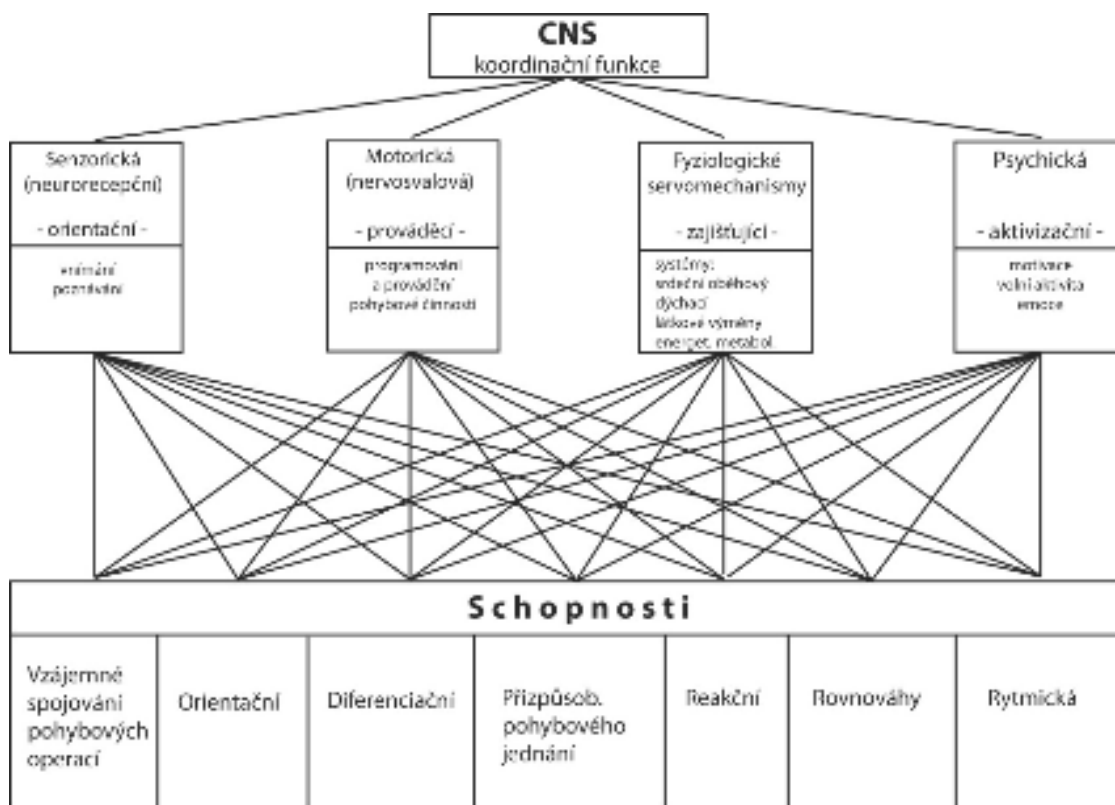 CNS
koordinační funkce
Senzorická
(neurorecepční)
- orientační -
vnímání
poznávání
Motorická
(nervosvalová)
- prováděcí -
programování
a provádění
pohybové činnosti
Fyziologické
servomechanismy
- zajišťující -
systémy:
srdeční oběhový
dýchací
látkové výměny
energet. metabol.
Psychická
- aktivizační -
motivace
volní aktivita
emoce
Schopnosti
Vzájemné
spojování
pohybových
operací
Orientační
Diferenciační
Přizpůsob.
pohybového
jednání
Reakční
Rovnováhy
Rytmická